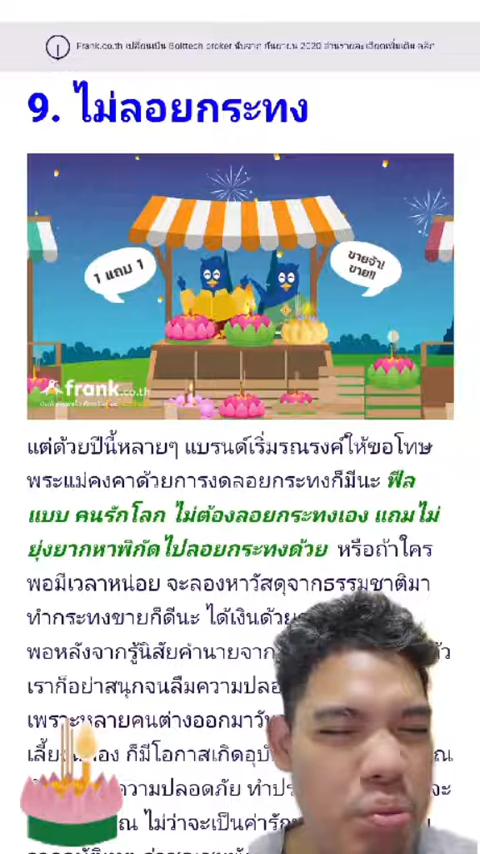 Frank.co.th เปลี่ยนเป็น Bolttech broker นับจาก กันยายน 2020 อ่านรายละเอียดเพิ่มเติม คลิก
9. ไม่ลอยกระทง
1 แถม 1
ขายจ้า!
ขาย!!
frank.co.th
แต่ด้วยปีนี้หลายๆ แบรนด์เริ่มรณรงค์ให้ขอโทษ
พระแม่คงคาด้วยการงดลอยกระทงก็มีนะ ฟีล
แบบ คนรักโลก ไม่ต้องลอยกระทงเอง แถมไม่
ยุ่งยากหาพิกัดไปลอยกระทงด้วย หรือถ้าใคร
พอมีเวลาหน่อย จะลองหาวัสดุจากธรรมชาติมา
ทำกระทงขายก็ดีนะ ได้เงินด้วย
พอหลังจากรู้นิสัยคำนายจาก
เราก็อย่าสนุกจนลืมความปลอ
เพราะหลายคนต่างออกมาวั
ก็มีโอกาสเกิดอุบั
ความปลอดภัย ทำปร จะ
ณ ไม่ว่าจะเป็นค่ารัก